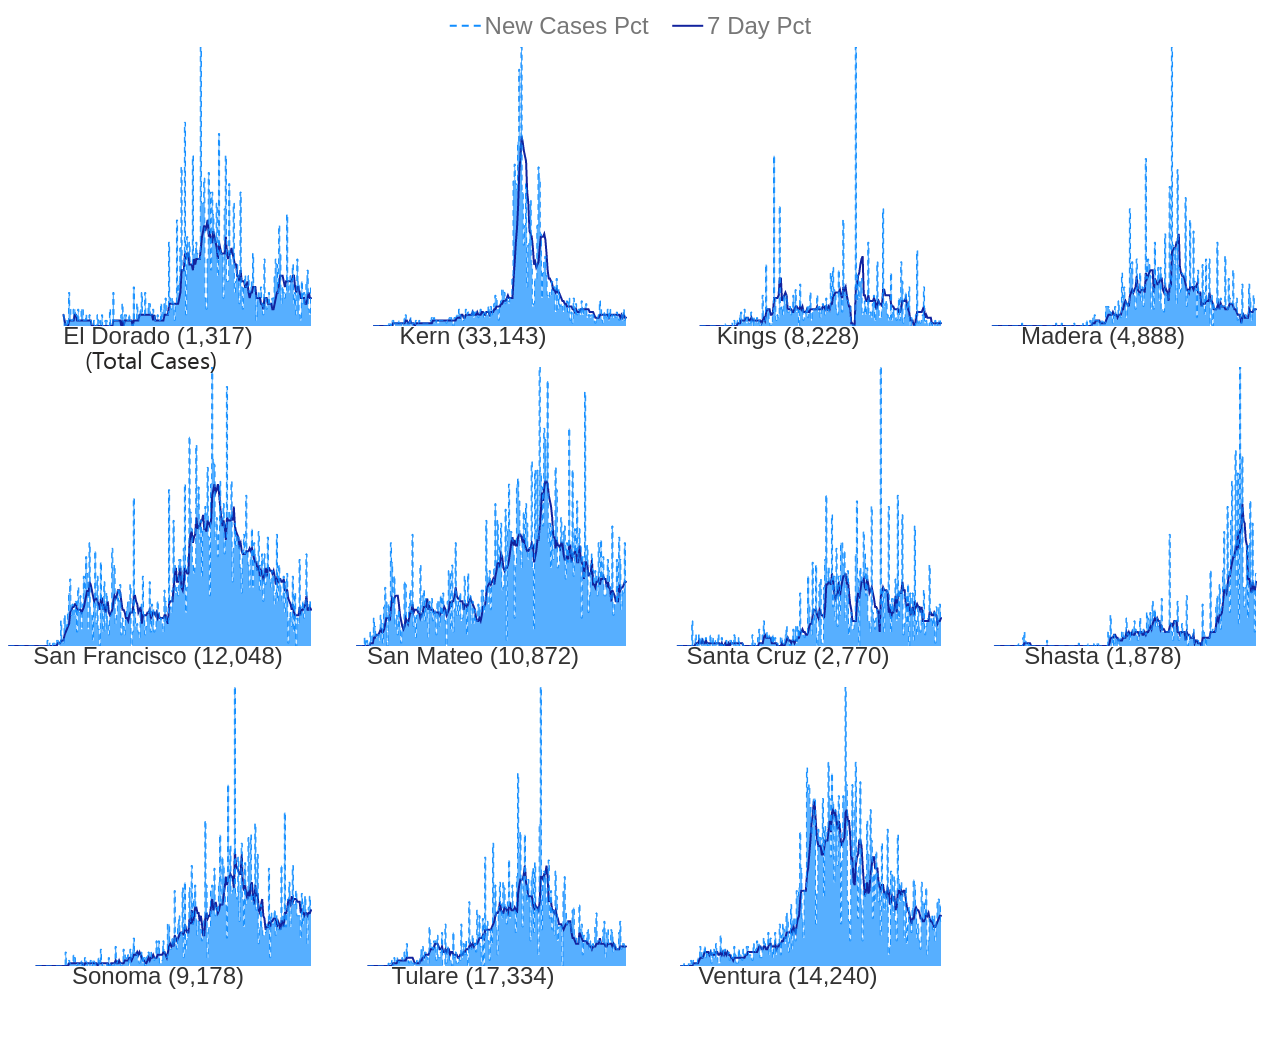 New Cases Pct 7 Day Pct
El Dorado (1,317) Kern (33,143) Kings (8,228) Madera (4,888)
(Total Cases)
San Francisco (12,048) San Mateo (10,872) Santa Cruz (2,770) Shasta (1,878)
Sonoma (9,178) Tulare (17,334) Ventura (14,240)